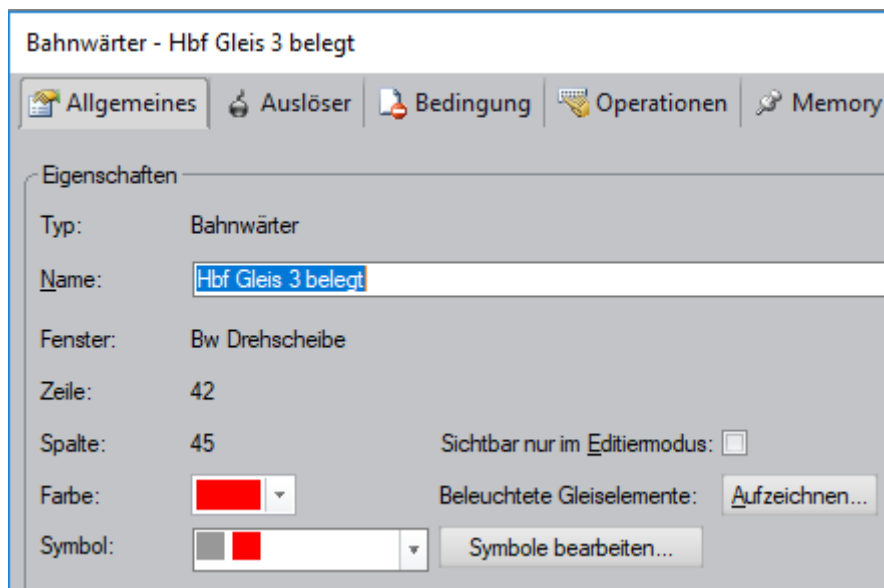 Bahnwärter - Hbf Gleis 3 belegt
Allgemeines Auslöser Bedingung Operationen Memory
Eigenschaften
Typ: Bahnwärter
Name: Hbf Gleis 3 belegt
Fenster: Bw Drehscheibe
Zeile: 42
Spalte: 45 Sichtbar nur im Editiermodus:
Farbe: Beleuchtete Gleiselemente: Aufzeichnen...
Symbol: Symbole bearbeiten...